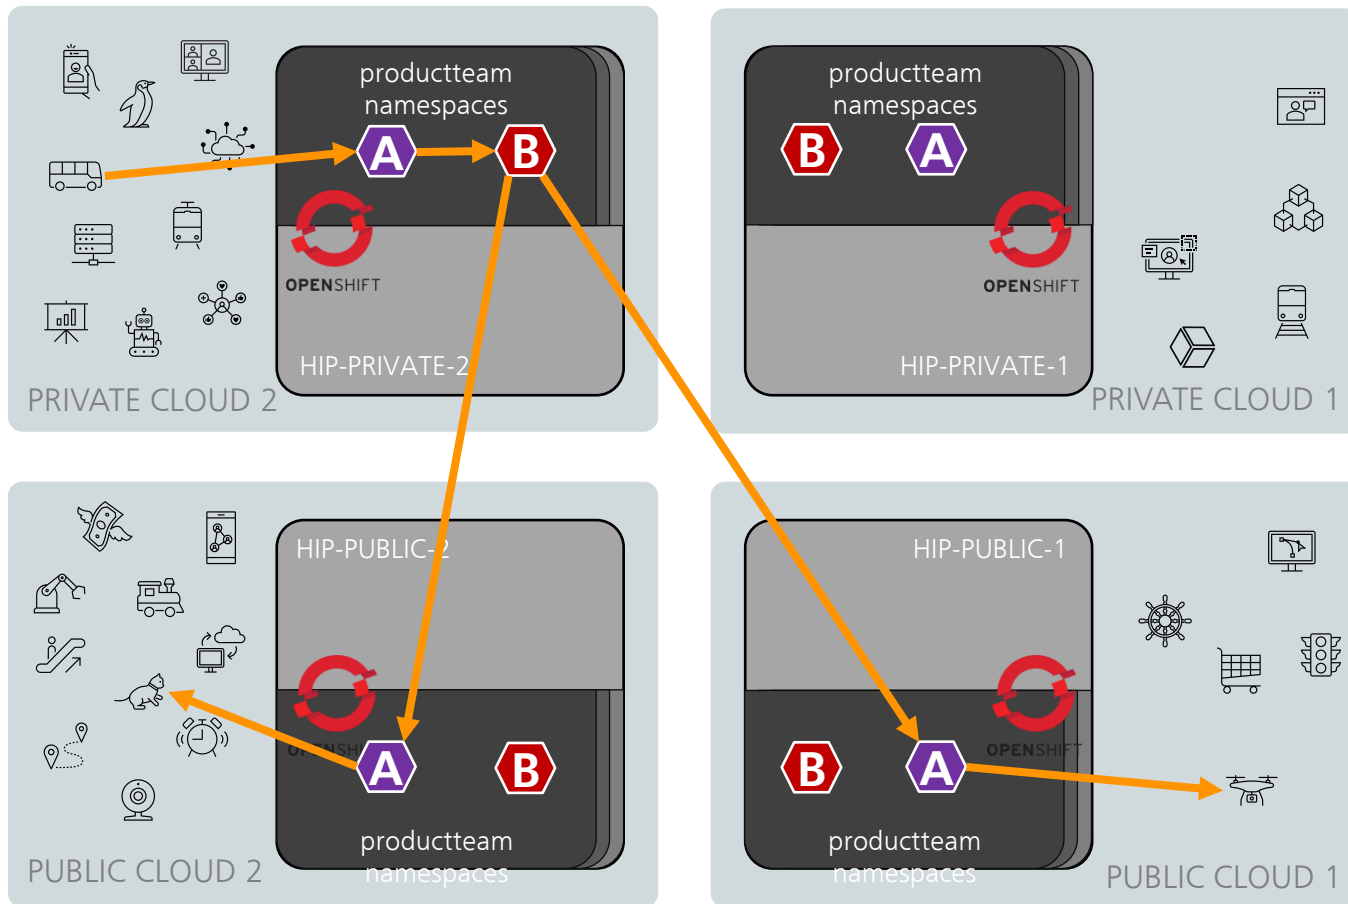 productteam
namespaces
A
B
OPENSHIFT
HIP-PRIVATE-2
PRIVATE CLOUD 2
productteam
namespaces
B
A
OPENSHIFT
HIP-PRIVATE-1
PRIVATE CLOUD 1
HIP-PUBLIC-2
OPENSHIFT
A
B
productteam
namespaces
PUBLIC CLOUD 2
HIP-PUBLIC-1
OPENSHIFT
B
A
productteam
namespaces
PUBLIC CLOUD 1